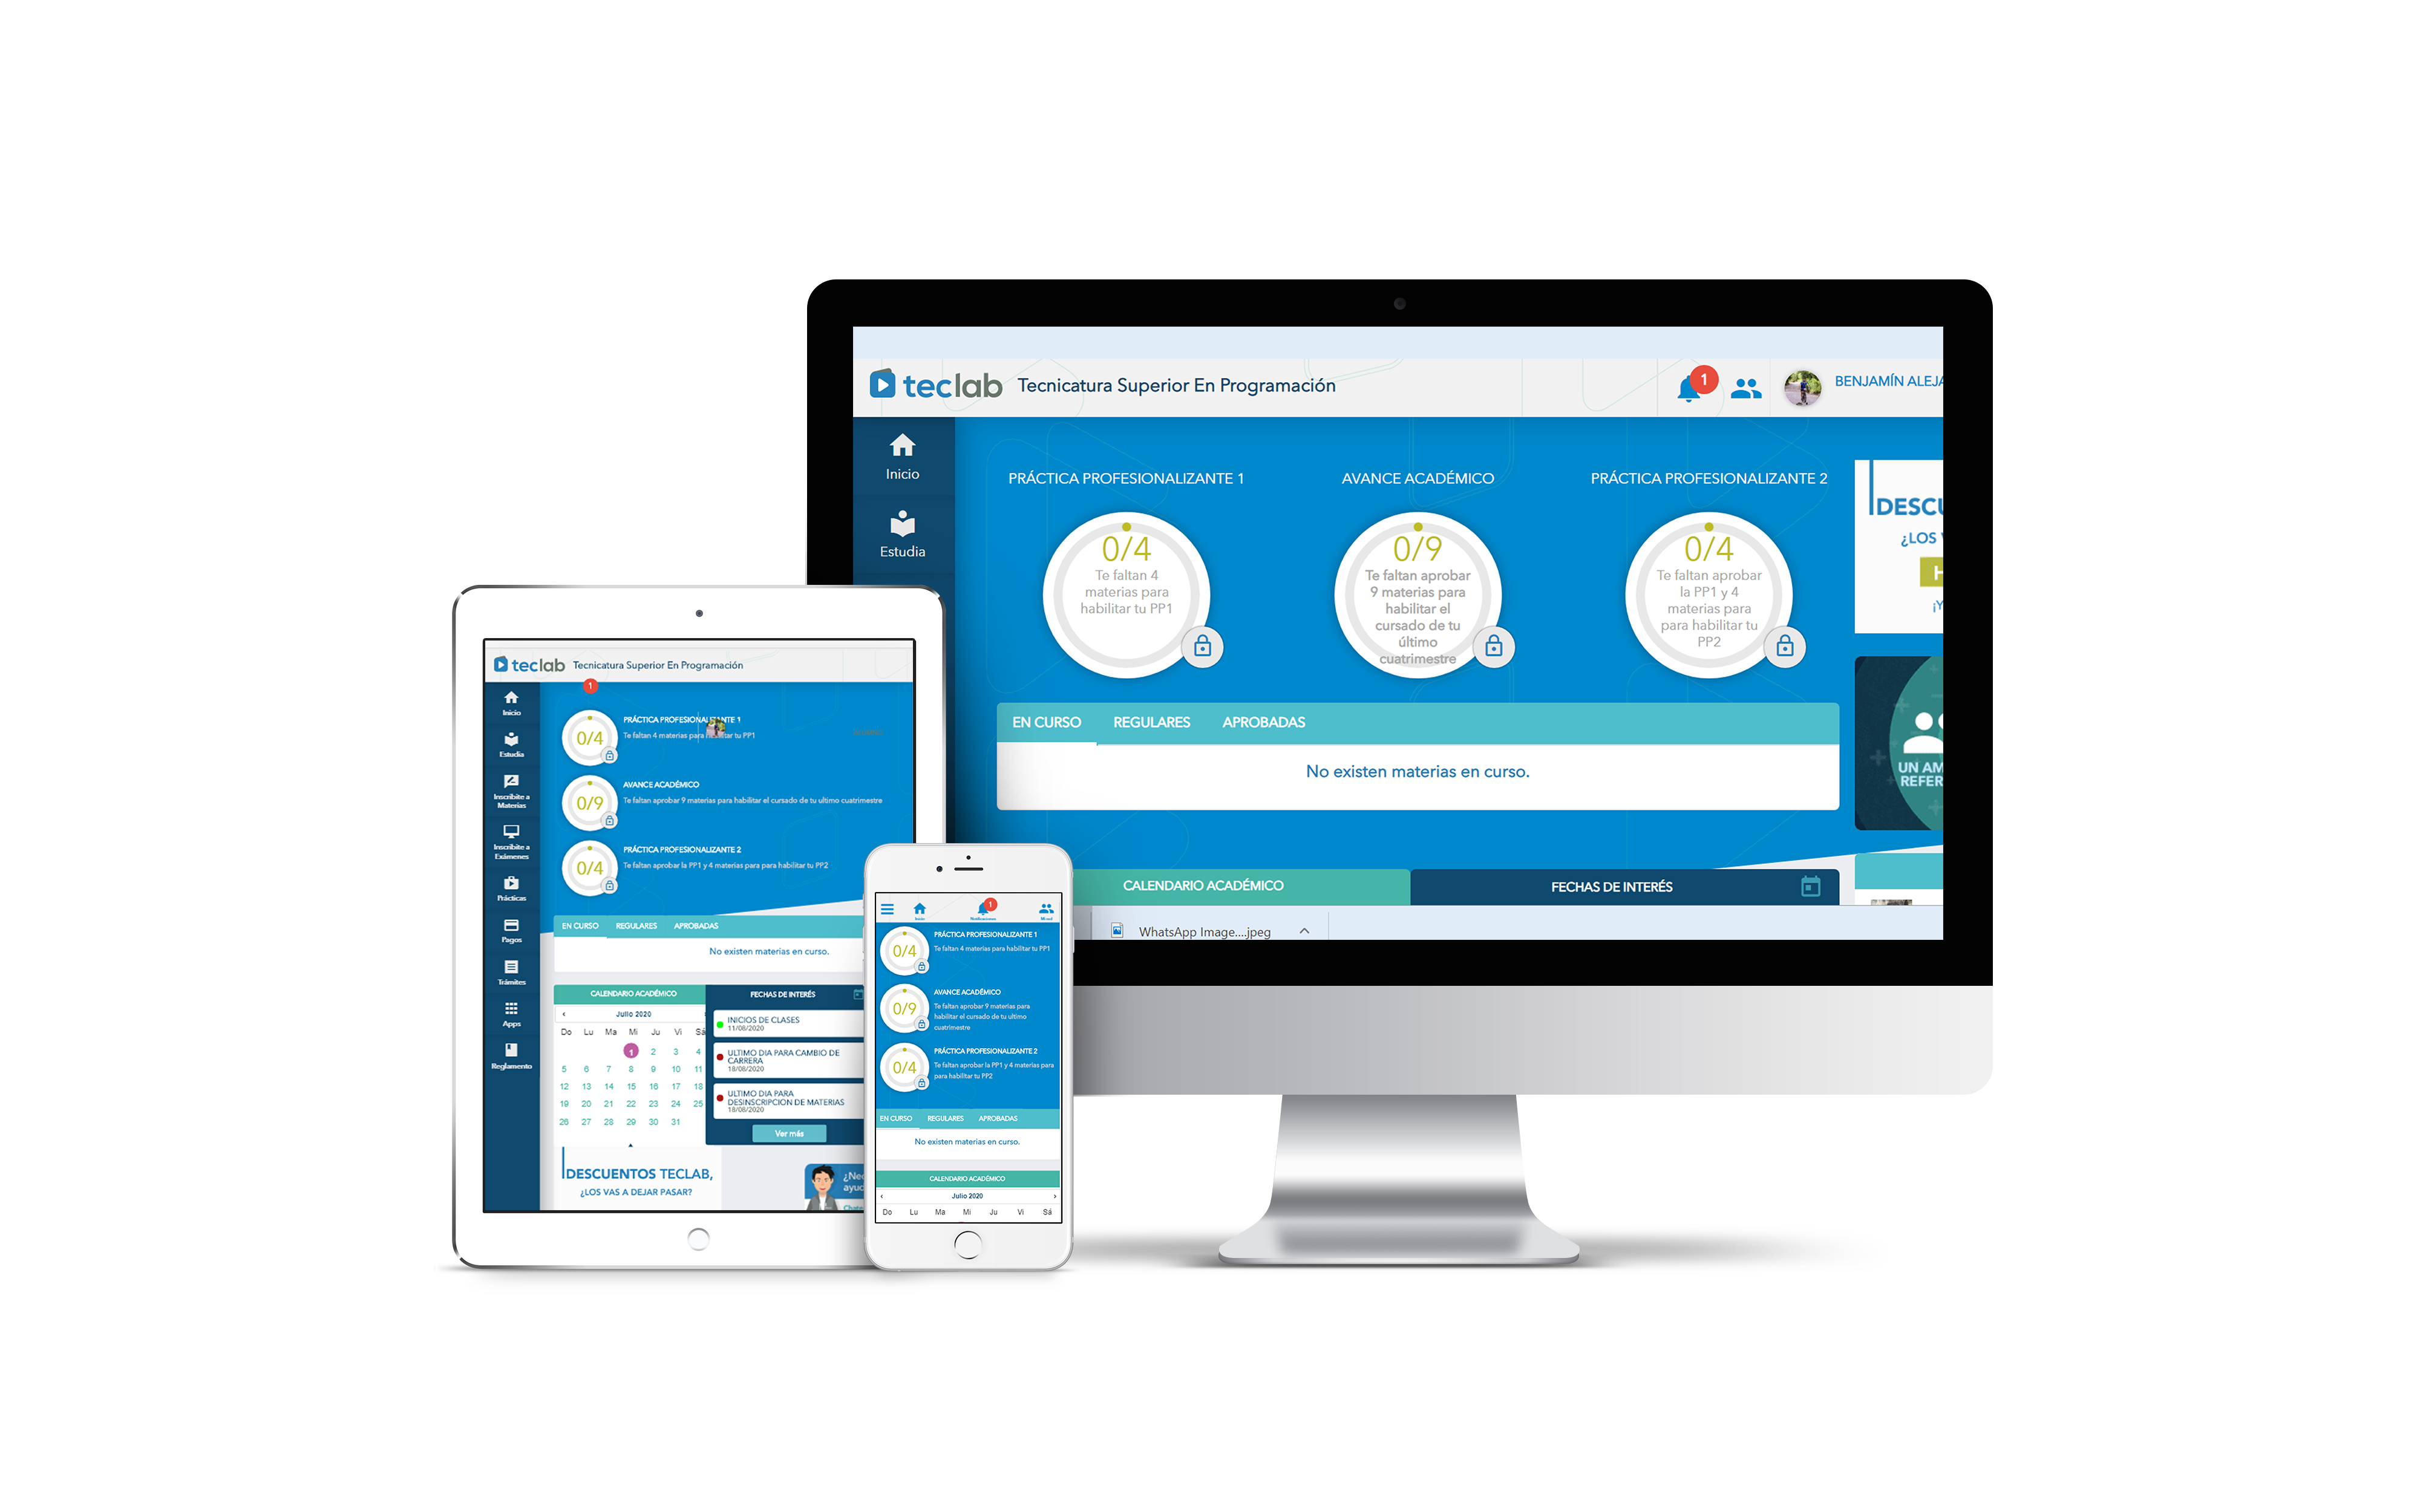 teclab Tecnicatura Superior En Programación
1
BENJAMÍN ALEJA
Inicio
Estudia
PRÁCTICA PROFESIONALIZANTE 1
0/4
Te faltan 4
materias para
habilitar tu PP1
AVANCE ACADÉMICO
0/9
Te faltan aprobar
9 materias para
habilitar el
cursado de tu
último
cuatrimestre
PRÁCTICA PROFESIONALIZANTE 2
0/4
Te faltan aprobar
la PP1 y 4
materias para
para habilitar tu
PP2
DESCU
¿LOS V
H
¡Y
UN AM
REFER
EN CURSO REGULARES APROBADAS
No existen materias en curso.
CALENDARIO ACADÉMICO
FECHAS DE INTERÉS
WhatsApp Image....jpeg
teclab Tecnicatura Superior En Programación
1
Inicio
Estudia
Inscribite a
Materias
Inscribite a
Exámenes
Prácticas
Pagos
Trámites
Apps
Reglamento
0/4
PRÁCTICA PROFESIONALIZANTE 1
Te faltan 4 materias para habilitar tu PP1
0/9
AVANCE ACADÉMICO
Te faltan aprobar 9 materias para habilitar el cursado de tu ultimo cuatrimestre
0/4
PRÁCTICA PROFESIONALIZANTE 2
Te faltan aprobar la PP1 y 4 materias para para habilitar tu PP2
EN CURSO REGULARES APROBADAS
No existen materias en curso.
CALENDARIO ACADÉMICO
Julio 2020
Do Lu Ma Mi Ju Vi Sá
1 2 3 4
5 6 7 8 9 10 11
12 13 14 15 16 17 18
19 20 21 22 23 24 25
26 27 28 29 30 31
FECHAS DE INTERÉS
INICIOS DE CLASES
11/08/2020
ULTIMO DIA PARA CAMBIO DE
CARRERA
18/08/2020
ULTIMO DIA PARA
DESINSCRIPCION DE MATERIAS
18/08/2020
Ver más
DESCUENTOS TECLAB,
¿LOS VAS A DEJAR PASAR?
¿Nec
ayuc
Chate
Inicio
1
Notificaciones
0/4
PRÁCTICA PROFESIONALIZANTE 1
Te faltan 4 materias para habilitar tu PP1
0/9
AVANCE ACADÉMICO
Te faltan aprobar 9 materias para
habilitar el cursado de tu ultimo
cuatrimestre
0/4
PRÁCTICA PROFESIONALIZANTE 2
Te faltan aprobar la PP1 y 4 materias para
para habilitar tu PP2
EN CURSO REGULARES APROBADAS
No existen materias en curso.
CALENDARIO ACADÉMICO
Julio 2020
Do Lu Ma Mi Ju Vi Sá